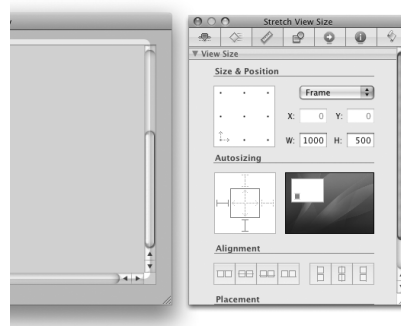 Stretch View Size
View Size
Size & Position
Frame
X: 0 Y: 0
W: 1000 H: 500
Autosizing
Alignment
Placement